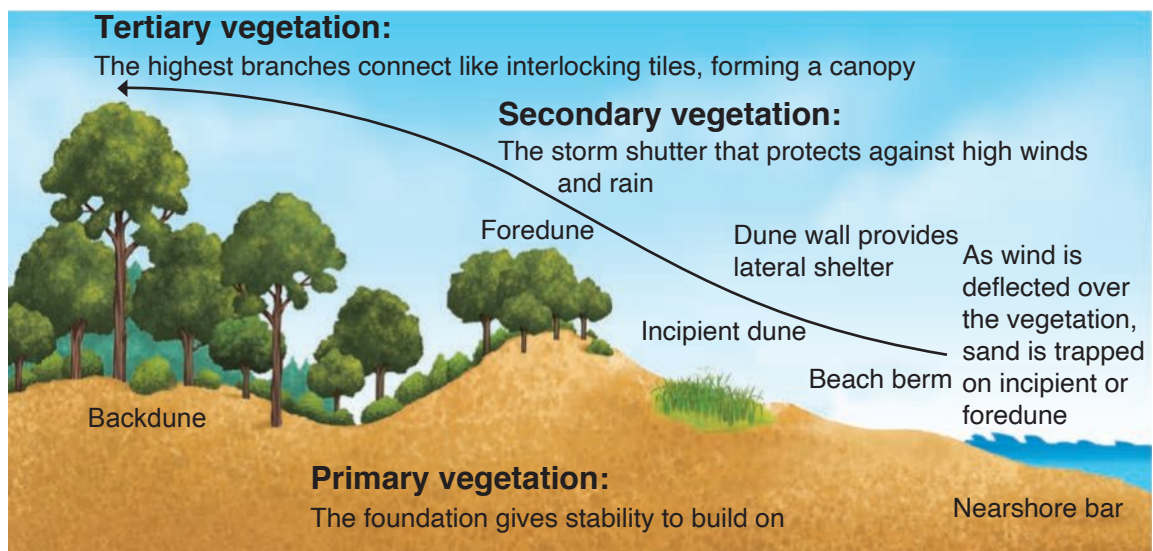 Tertiary vegetation:
The highest branches connect like interlocking tiles, forming a canopy
Secondary vegetation:
The storm shutter that protects against high winds
and rain
Foredune
Dune wall provides
lateral shelter
As wind is
deflected over
the vegetation,
sand is trapped
on incipient or
foredune
Incipient dune
Beach berm
Backdune
Primary vegetation:
The foundation gives stability to build on
Nearshore bar